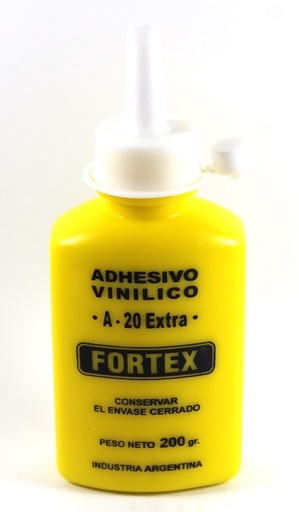 ADHESIVO
VINILICO
• A - 20 Extra •
FORTEX®
CONSERVAR
EL ENVASE CERRADO
PESO NETO 200 gr.
INDUSTRIA ARGENTINA